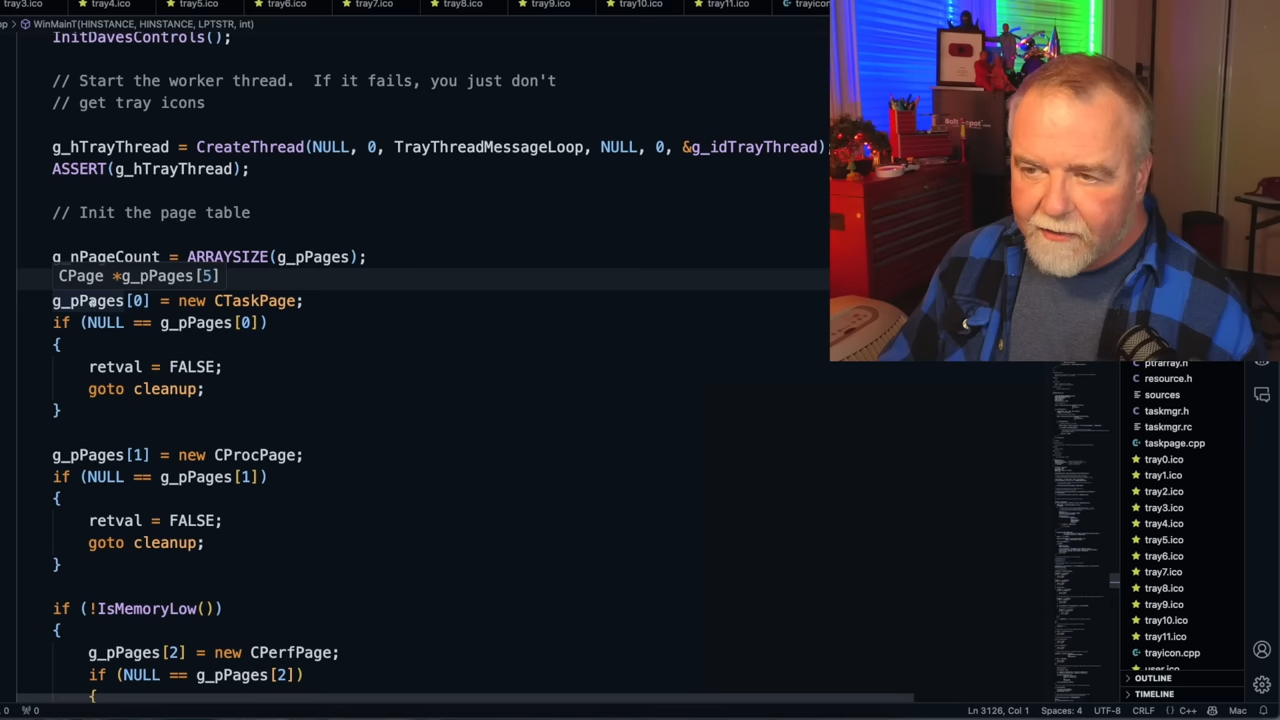 tray3.ico tray4.ico tray5.ico tray6.ico tray7.ico tray8.ico tray9.ico tray10.ico tray11.ico trayicon
WinMainT(HINSTANCE, HINSTANCE, LPTSTR, int)
InitDavesControls();
// Start the worker thread.  If it fails, you just don't
// get tray icons
g_hTrayThread = CreateThread(NULL, 0, TrayThreadMessageLoop, NULL, 0, &g_idTrayThread)
ASSERT(g_hTrayThread);
// Init the page table
g_nPageCount = ARRAYSIZE(g_pPages);
CPage *g_pPages[5]
g_pPages[0] = new CTaskPage;
if (NULL == g_pPages[0])
{
retval = FALSE;
goto cleanup;
}
g_pPages[1] = new CProcPage;
if (NULL == g_pPages[1])
{
retval = FALSE;
goto cleanup;
}
if (!IsMemoryLow())
{
g_pPages[2] = new CPerfPage;
if (NULL == g_pPages[2])
{
ptrarray.h
resource.h
sources
taskmgr.h
taskmgr.rc
taskpage.cpp
tray0.ico
tray1.ico
tray2.ico
tray3.ico
tray4.ico
tray5.ico
tray6.ico
tray7.ico
tray8.ico
tray9.ico
tray10.ico
tray11.ico
trayicon.cpp
user.ico
OUTLINE
TIMELINE
0 Ln 3126, Col 1 Spaces: 4 UTF-8 CRLF {} C++ Mac